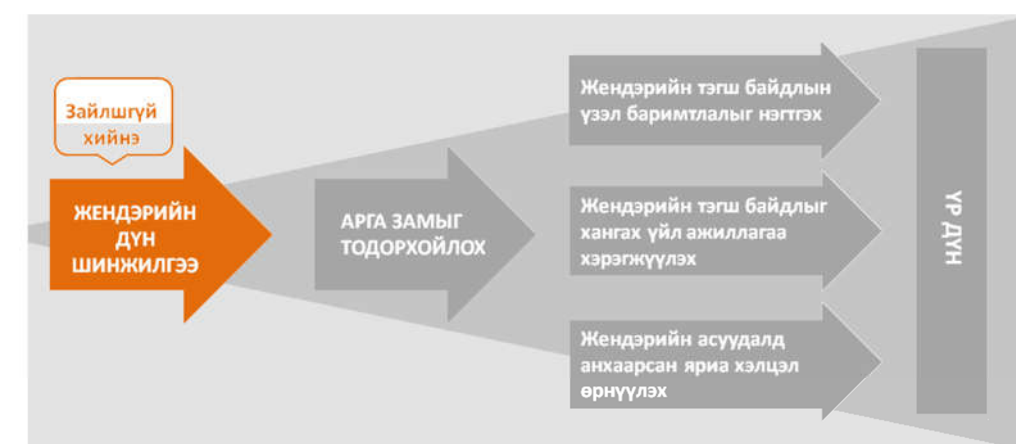 Зайлшгүй
хийнэ
ЖЕНДЭРИЙН
ДҮН
ШИНЖИЛГЭЭ
АРГА ЗАМЫГ
ТОДОРХОЙЛОХ
Жендэрийн тэгш байдлын
үзэл баримтлалыг нэгтгэх
Жендэрийн тэгш байдлыг
хангах үйл ажиллагаа
хэрэгжүүлэх
Жендэрийн асуудалд
анхаарсан яриа хэлцэл
өрнүүлэх
ҮР ДҮН